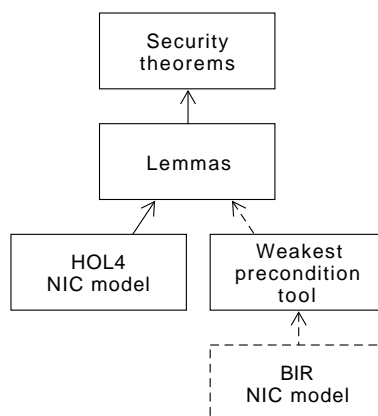 Security
theorems
Lemmas
HOL4
NIC model
Weakest
precondition
tool
BIR
NIC model